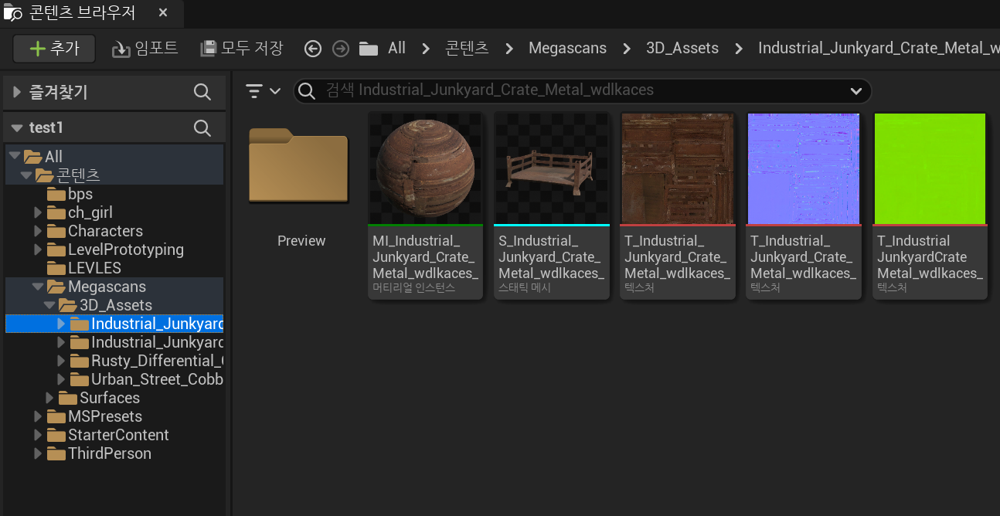 콘텐츠 브라우저
추가
임포트
모두 저장
All
콘텐츠
Megascans
3D_Assets
Industrial_Junkyard_Crate_Metal_w
즐겨찾기
test1
All
콘텐츠
bps
ch_girl
Characters
LevelPrototyping
LEVLES
Megascans
3D_Assets
Industrial_Junkyard
Industrial_Junkyard
Rusty_Differential_
Urban_Street_Cobb
Surfaces
MSPresets
StarterContent
ThirdPerson
검색 Industrial_Junkyard_Crate_Metal_wdlkaces
Preview
MI_Industrial_
Junkyard_Crate_
Metal_wdlkaces_
머티리얼 인스턴스
S_Industrial_
Junkyard_Crate_
Metal_wdlkaces_
스태틱 메시
T_Industrial_
Junkyard_Crate_
Metal_wdlkaces_
텍스처
T_Industrial_
Junkyard_Crate_
Metal_wdlkaces_
텍스처
T_Industrial
JunkyardCrate
Metal_wdlkaces_
텍스처